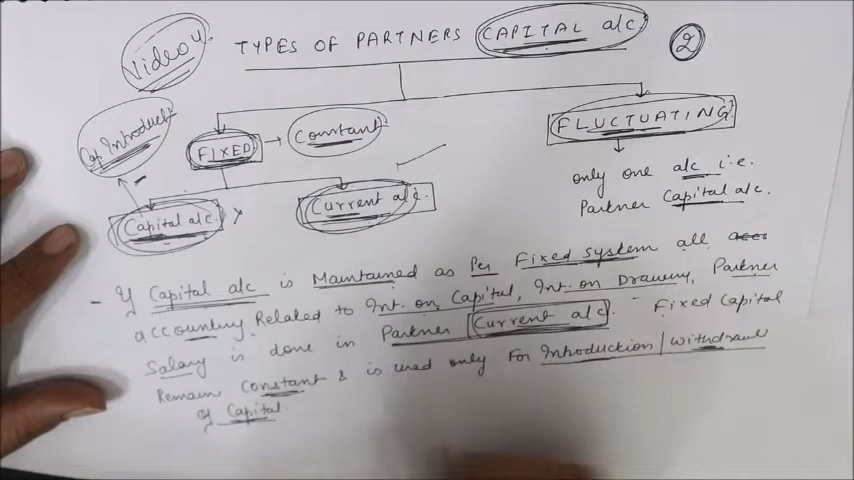 Video 4
TYPES OF PARTNERS CAPITAL a/c
2
Cap Introduct
FIXED → Constant
FLUCTUATING
only one a/c i.e.
Partner Capital a/c.
Capital a/c.
Current a/c.
- If Capital a/c is Maintained as Per Fixed System all
accounting Related to Int. on Capital, Int. on Drawing, Partner
Salary is done in Partner Current a/c. Fixed Capital
Remain Constant & is used only For Introduction / withdrawl
of Capital.